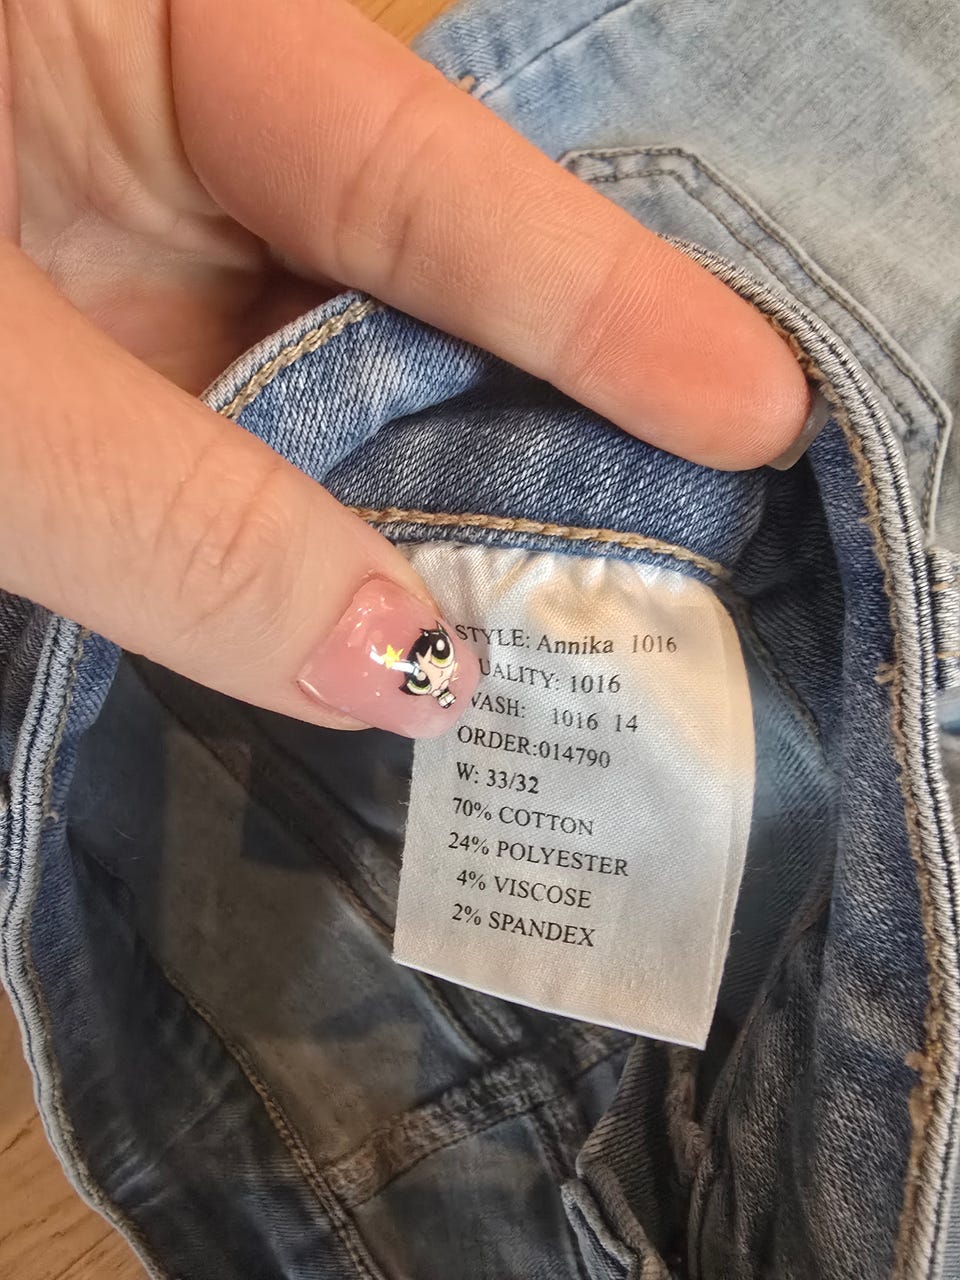 STYLE: Annika 1016
UALITY: 1016
WASH: 1016 14
ORDER:014790
W: 33/32
70% COTTON
24% POLYESTER
4% VISCOSE
2% SPANDEX